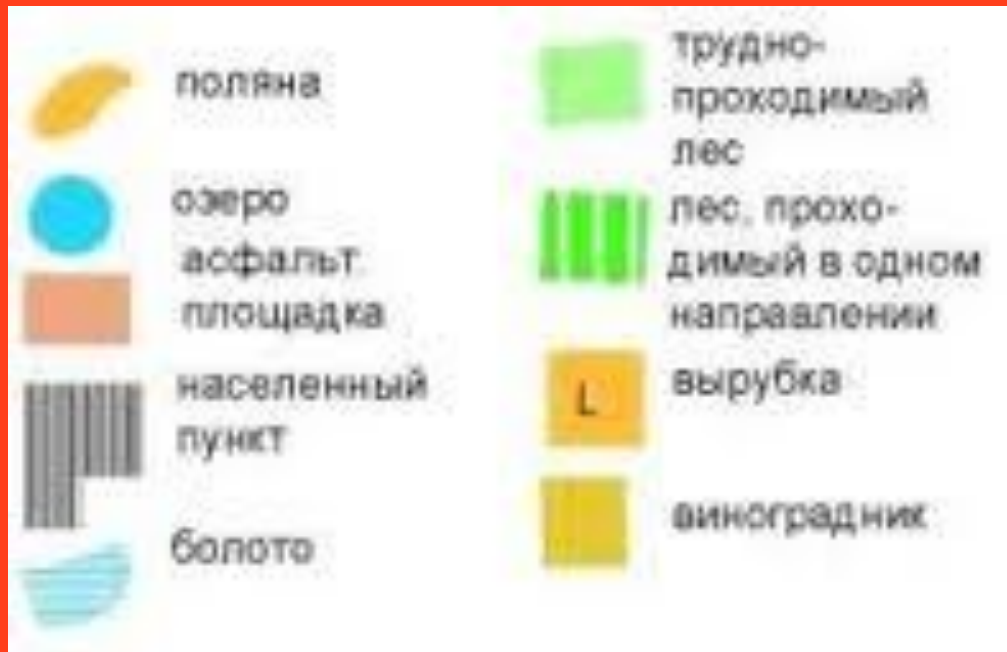 поляна
озеро
асфальт.
площадка
населенный
пункт
болото
трудно-
проходимый
лес
лес, прохо-
димый в одном
направлении
L
вырубка
виноградник